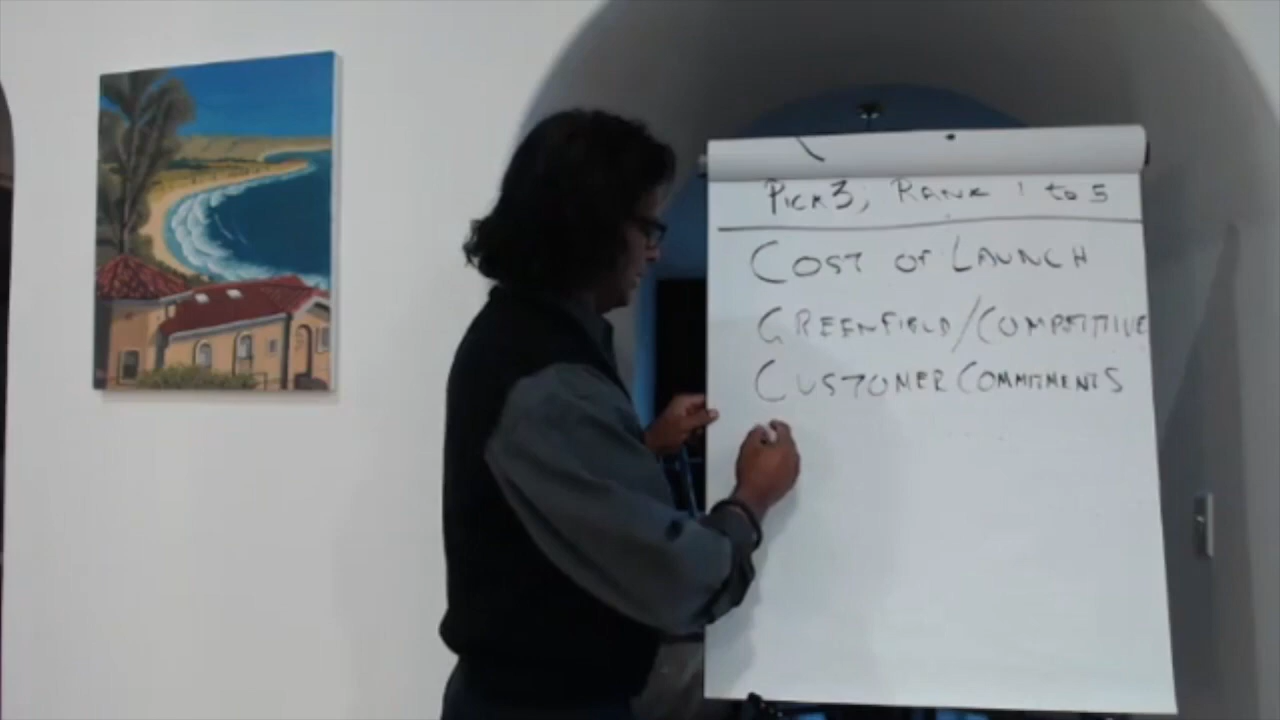 PICK 3, RANK 1 to 5
COST OF LAUNCH
GREENFIELD/COMPETITIVE
CUSTOMER COMMITMENTS